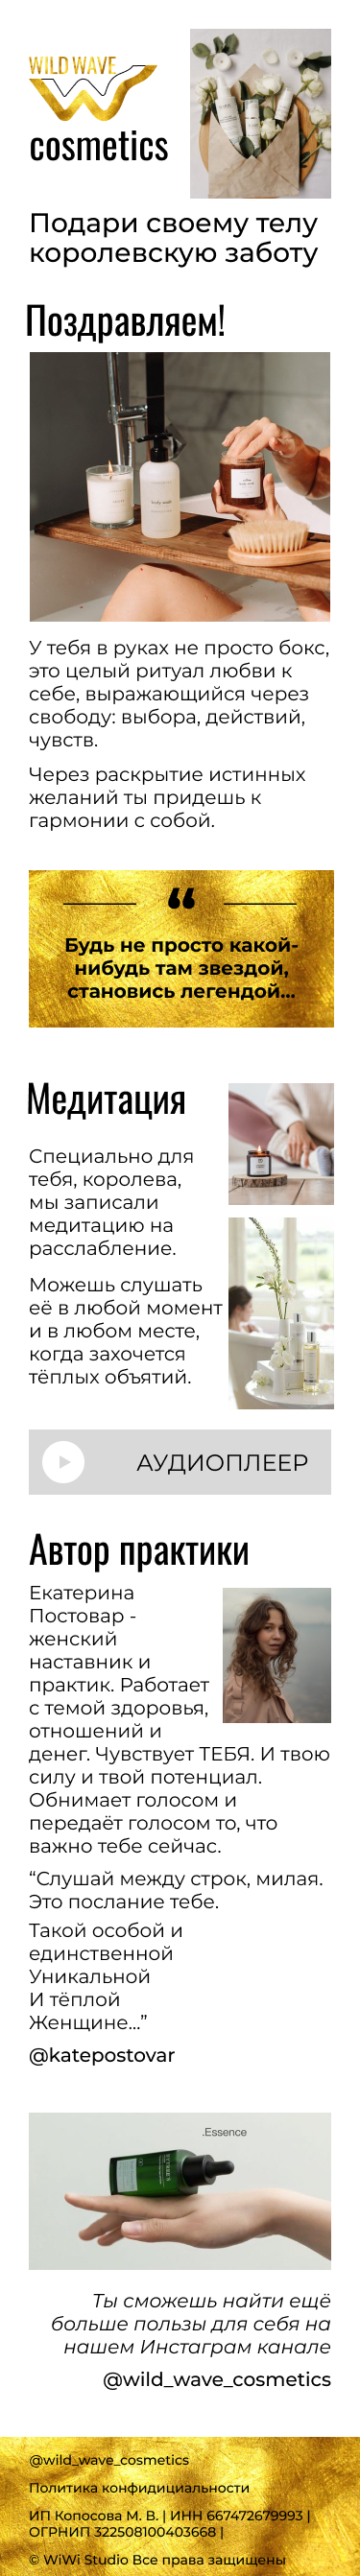 WILD WAVE
cosmetics
Подари своему телу
королевскую заботу
Поздравляем!
body wash
У тебя в руках не просто бокс,
это целый ритуал любви к
себе, выражающийся через
свободу: выбора, действий,
чувств.
Через раскрытие истинных
желаний ты придешь к
гармонии с собой.
“
Будь не просто какой-
нибудь там звездой,
становись легендой...
Медитация
Специально для
тебя, королева,
мы записали
медитацию на
расслабление.
Можешь слушать
её в любой момент
и в любом месте,
когда захочется
тёплых объятий.
АУДИОПЛЕЕР
Автор практики
Екатерина
Постовар -
женский
наставник и
практик. Работает
с темой здоровья,
отношений и
денег. Чувствует ТЕБЯ. И твою
силу и твой потенциал.
Обнимает голосом и
передаёт голосом то, что
важно тебе сейчас.
“Слушай между строк, милая.
Это послание тебе.
Такой особой и
единственной
Уникальной
И тёплой
Женщине...”
@katepostovar
.Essence
Ты сможешь найти ещё
больше пользы для себя на
нашем Инстаграм канале
@wild_wave_cosmetics
@wild_wave_cosmetics
Политика конфидициальности
ИП Копосова М. В. | ИНН 667472679993 |
ОГРНИП 322508100403668 |
© WiWi Studio Все права защищены